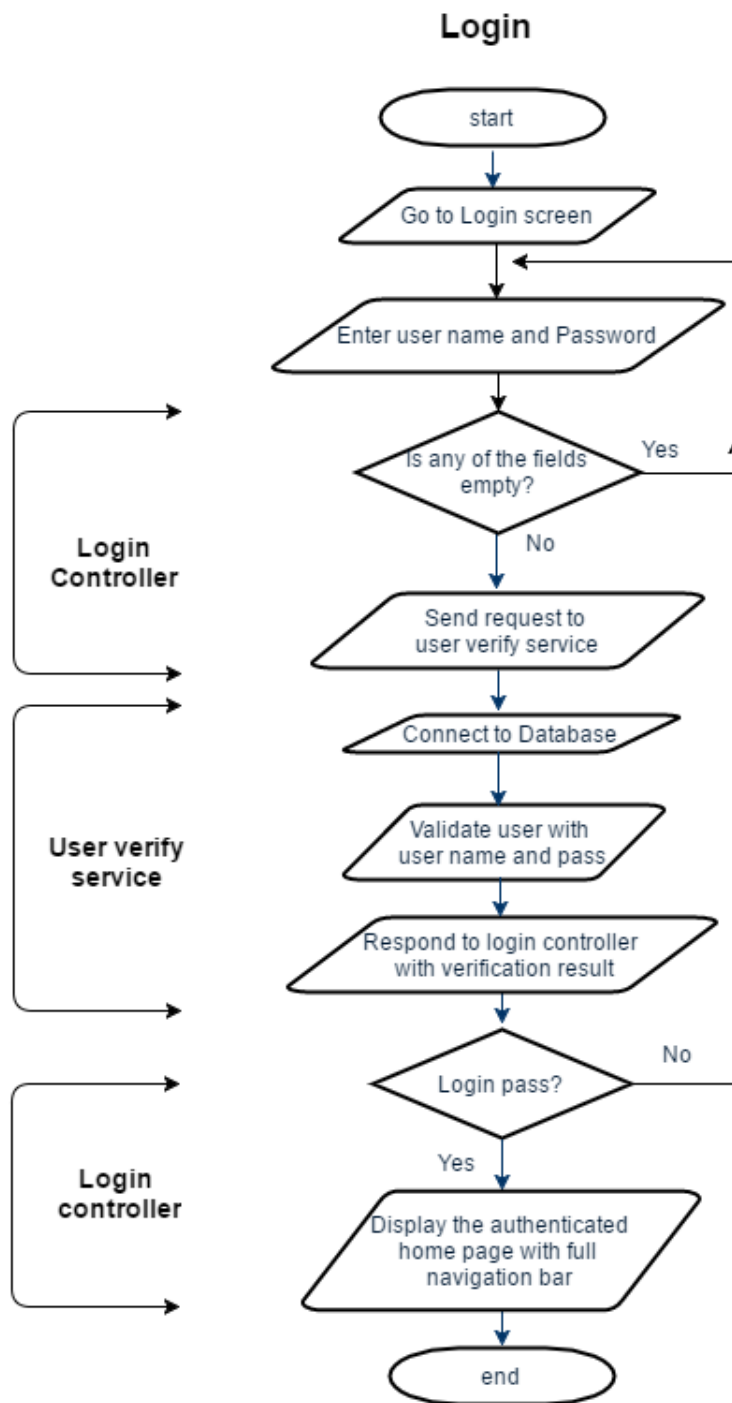 Login
start
Go to Login screen
Enter user name and Password
Is any of the fields
empty?
Yes
No
Login
Controller
Send request to
user verify service
Connect to Database
Validate user with
user name and pass
User verify
service
Respond to login controller
with verification result
Login pass?
No
Yes
Login
controller
Display the authenticated
home page with full
navigation bar
end